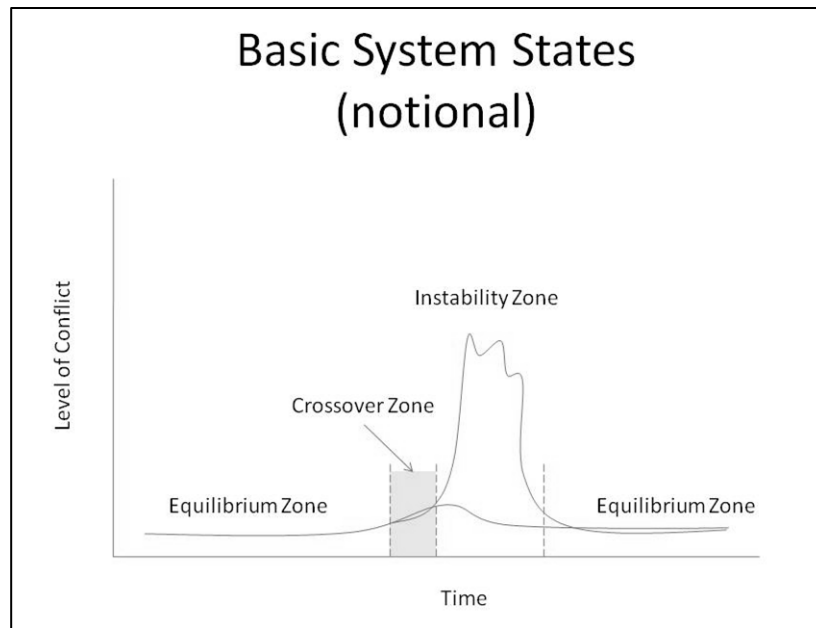 Basic System States
(notional)
Level of Conflict
Instability Zone
Crossover Zone
Equilibrium Zone
Equilibrium Zone
Time